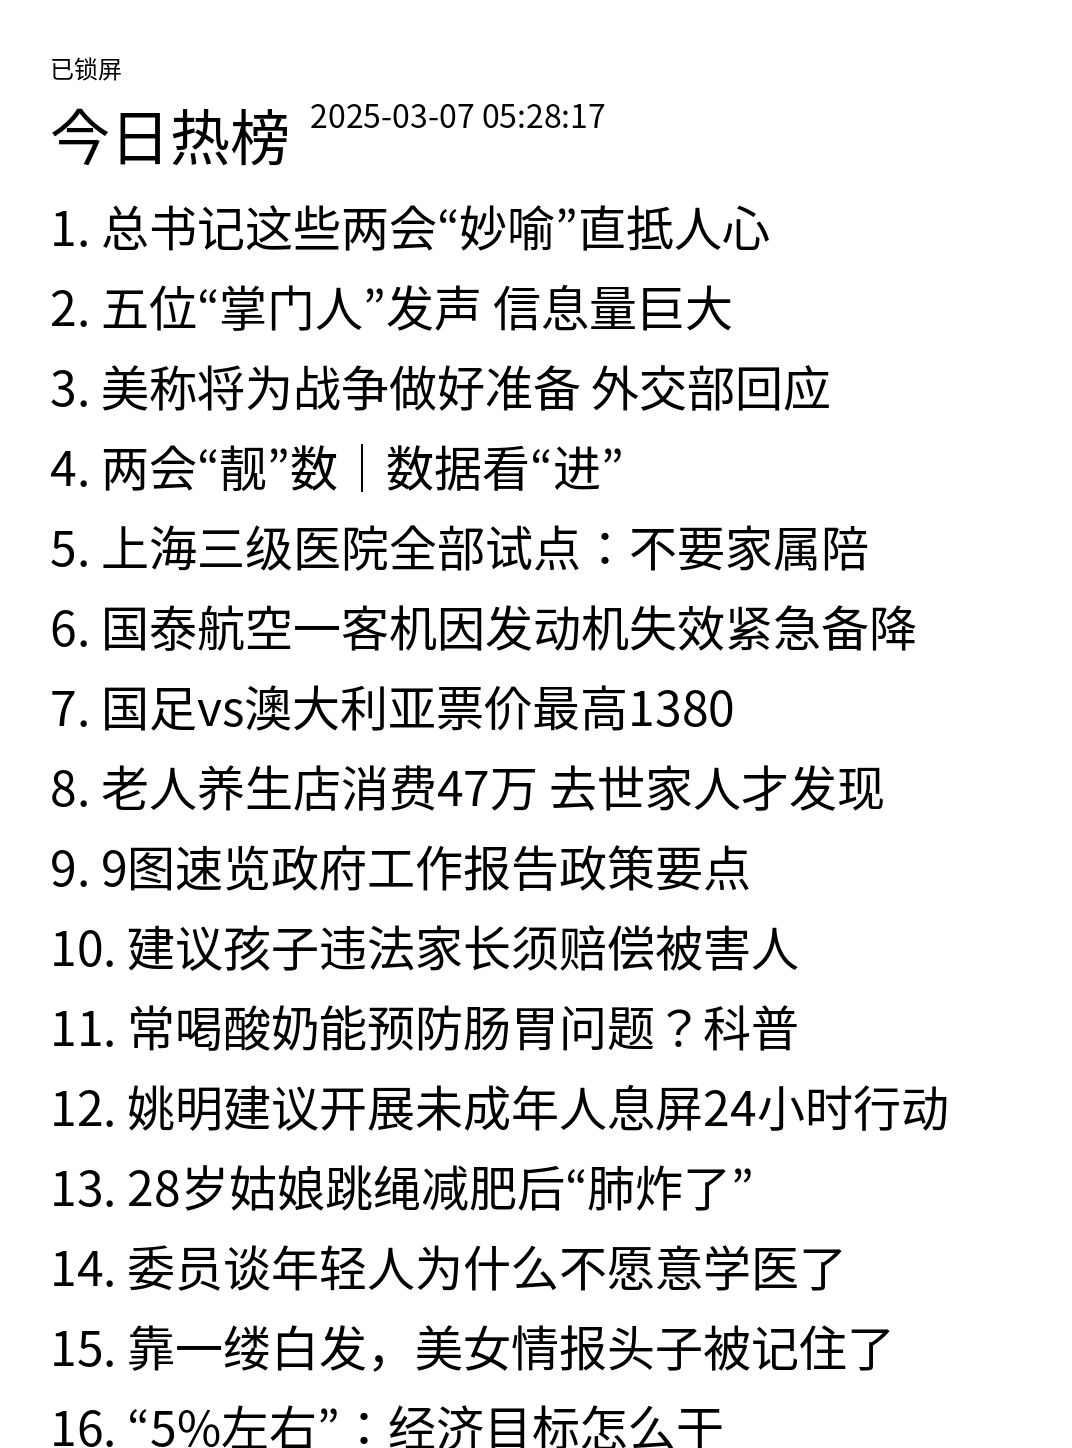 已锁屏
今日热榜 2025-03-07 05:28:17
1. 总书记这些两会“妙喻”直抵人心
2. 五位“掌门人”发声 信息量巨大
3. 美称将为战争做好准备 外交部回应
4. 两会“靓”数｜数据看“进”
5. 上海三级医院全部试点：不要家属陪
6. 国泰航空一客机因发动机失效紧急备降
7. 国足vs澳大利亚票价最高1380
8. 老人养生店消费47万 去世家人才发现
9. 9图速览政府工作报告政策要点
10. 建议孩子违法家长须赔偿被害人
11. 常喝酸奶能预防肠胃问题？科普
12. 姚明建议开展未成年人息屏24小时行动
13. 28岁姑娘跳绳减肥后“肺炸了”
14. 委员谈年轻人为什么不愿意学医了
15. 靠一缕白发，美女情报头子被记住了
16. “5%左右”：经济目标怎么干